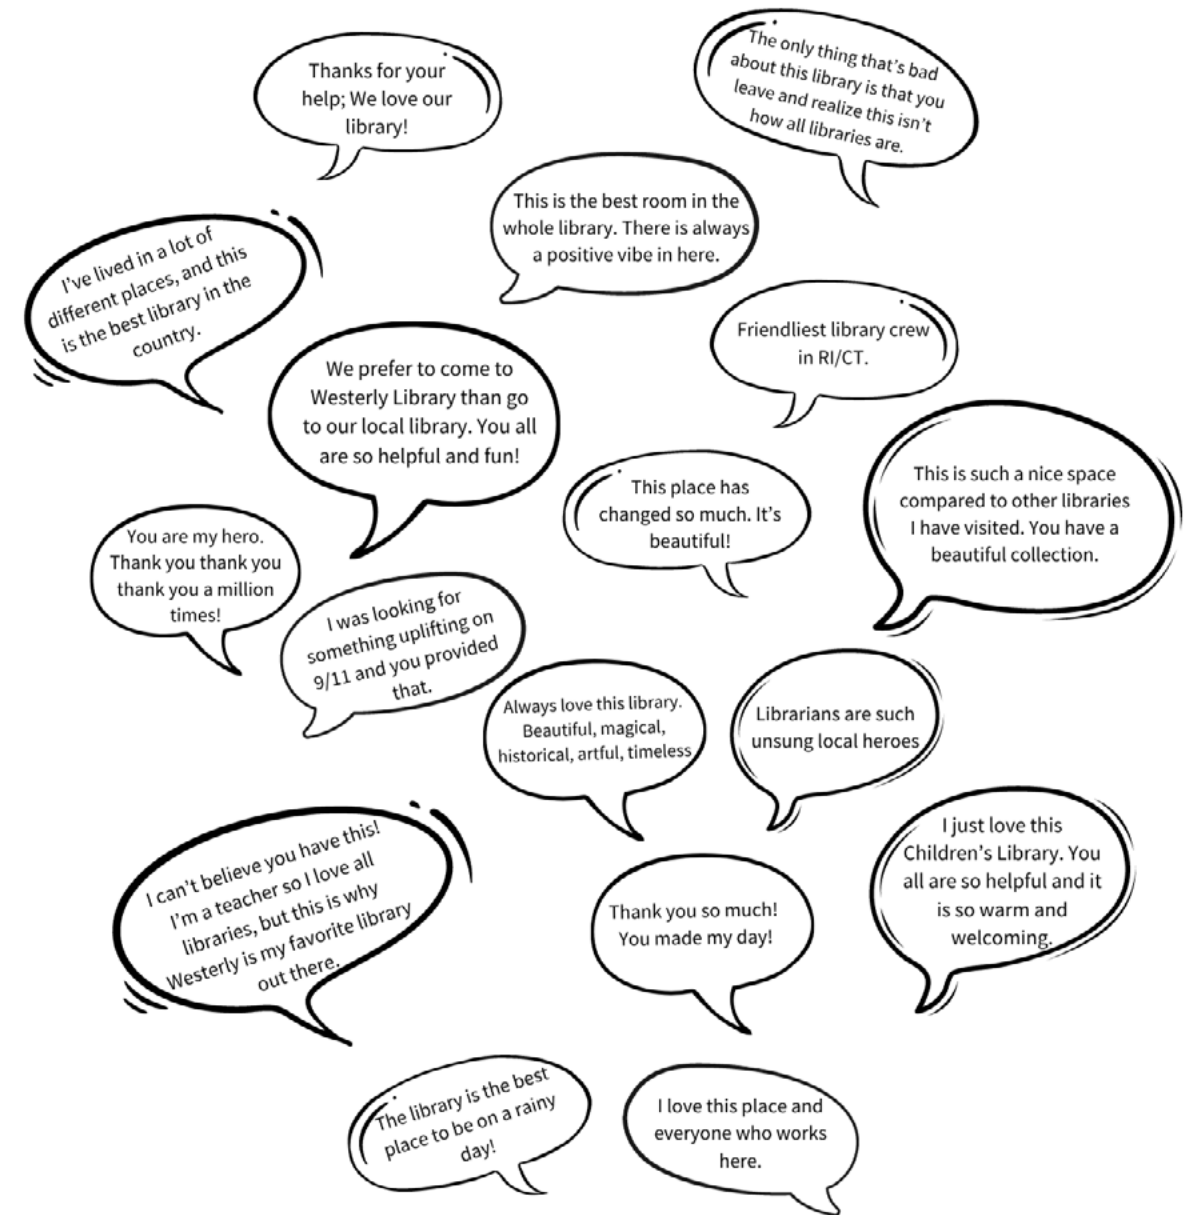 Thanks for your
help; We love our
library!
The only thing that's bad
about this library is that you
leave and realize this isn't
how all libraries are.
This is the best room in the
whole library. There is always
a positive vibe in here.
I've lived in a lot of
different places, and this
is the best library in the
country.
Friendliest library crew
in RI/CT.
We prefer to come to
Westerly Library than go
to our local library. You all
are so helpful and fun!
This is such a nice space
compared to other libraries
I have visited. You have a
beautiful collection.
This place has
changed so much. It's
beautiful!
You are my hero.
Thank you thank you
thank you a million
times!
I was looking for
something uplifting on
9/11 and you provided
that.
Always love this library.
Beautiful, magical,
historical, artful, timeless
Librarians are such
unsung local heroes
I can't believe you have this!
I'm a teacher so I love all
libraries, but this is why
Westerly is my favorite library
out there.
I just love this
Children's Library. You
all are so helpful and it
is so warm and
welcoming.
Thank you so much!
You made my day!
The library is the best
place to be on a rainy
day!
I love this place and
everyone who works
here.